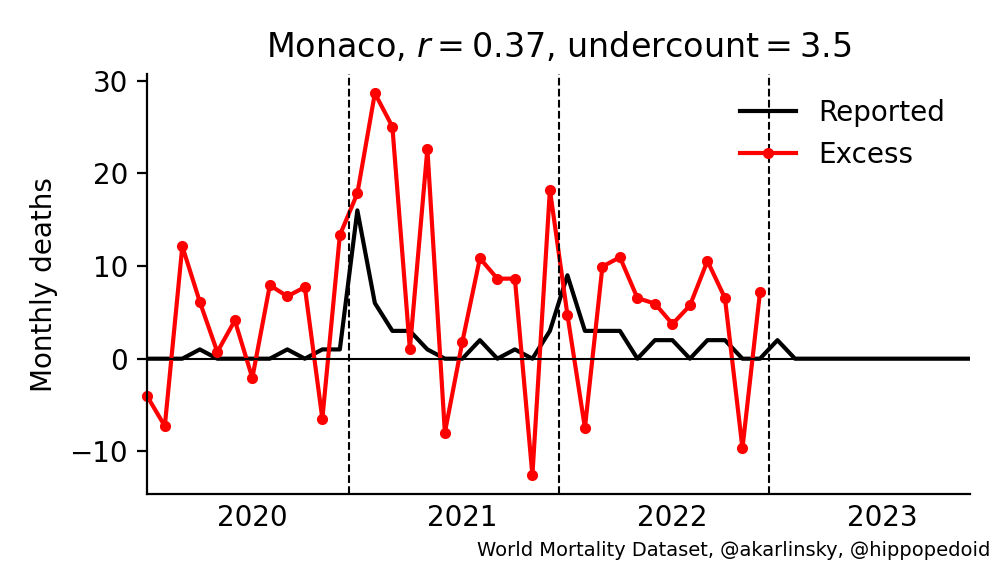 Monaco, r = 0.37, undercount = 3.5
30
20
10
0
−10
Monthly deaths
Reported
Excess
2020 2021 2022 2023
World Mortality Dataset, @akarlinsky, @hippopedoid